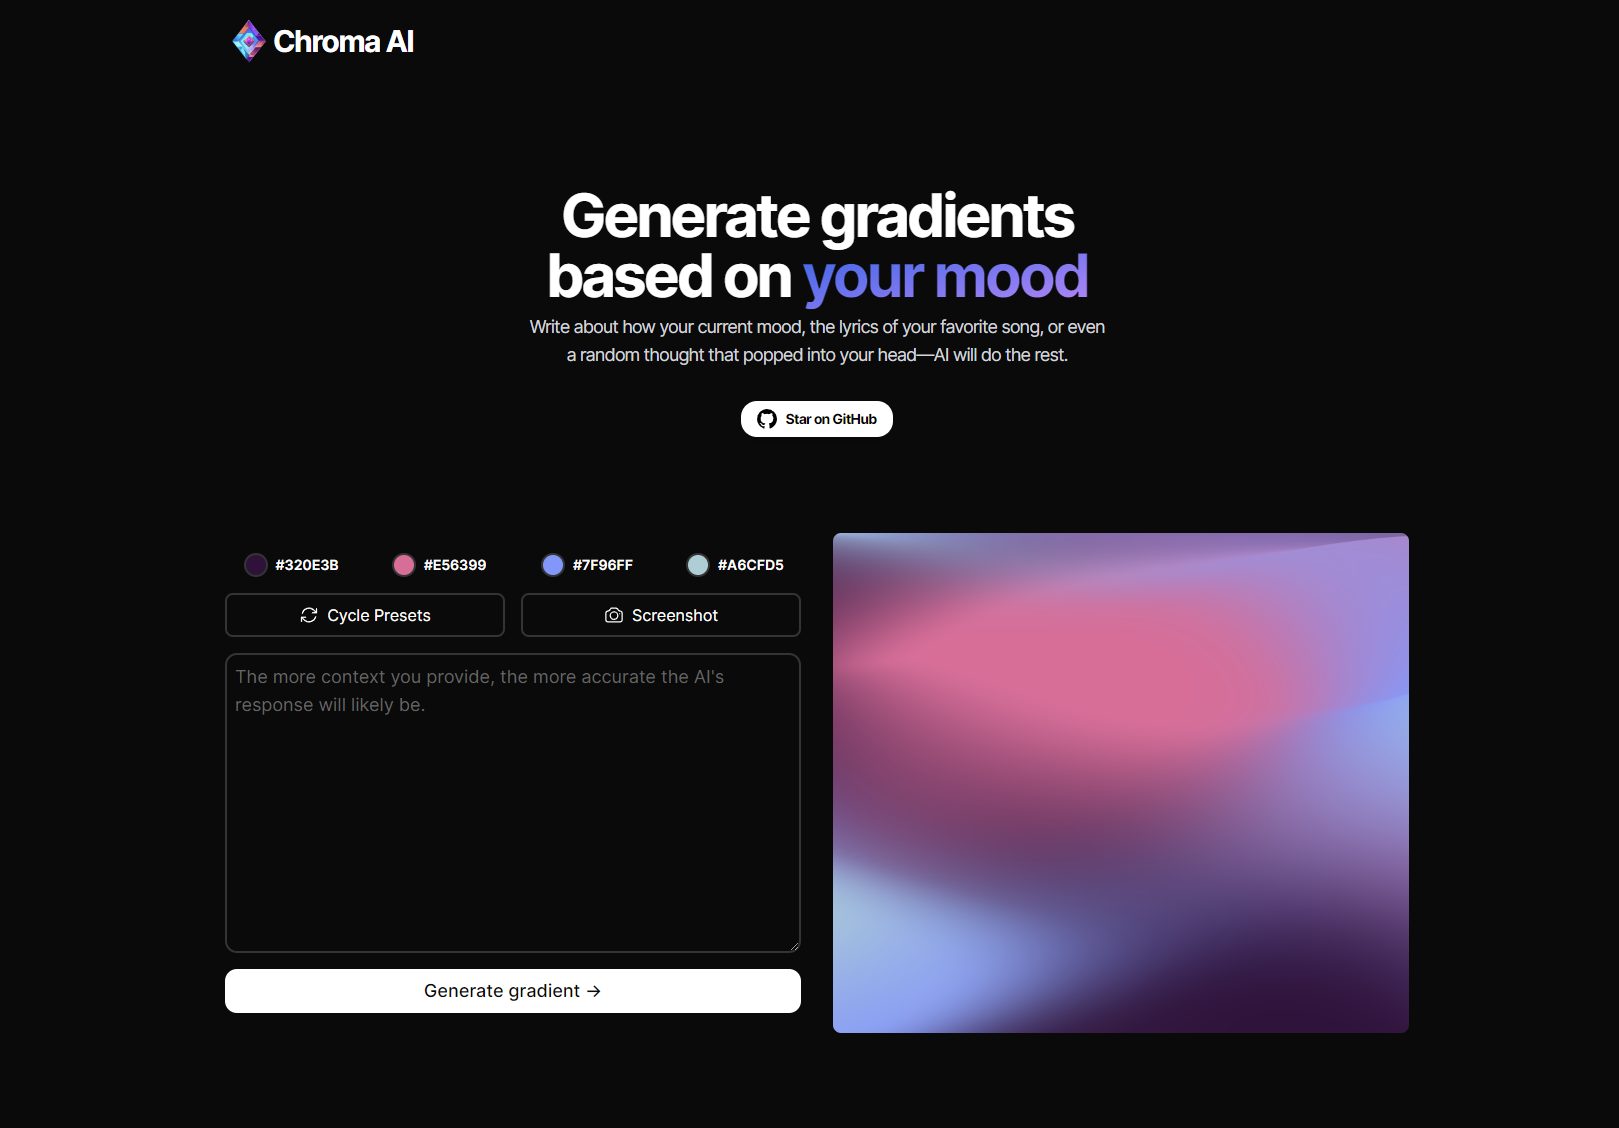 Chroma AI
Generate gradients
based on your mood
Write about how your current mood, the lyrics of your favorite song, or even
a random thought that popped into your head—AI will do the rest.
Star on GitHub
#320E3B #E56399 #7F96FF #A6CFD5
Cycle Presets Screenshot
The more context you provide, the more accurate the AI's
response will likely be.
Generate gradient →